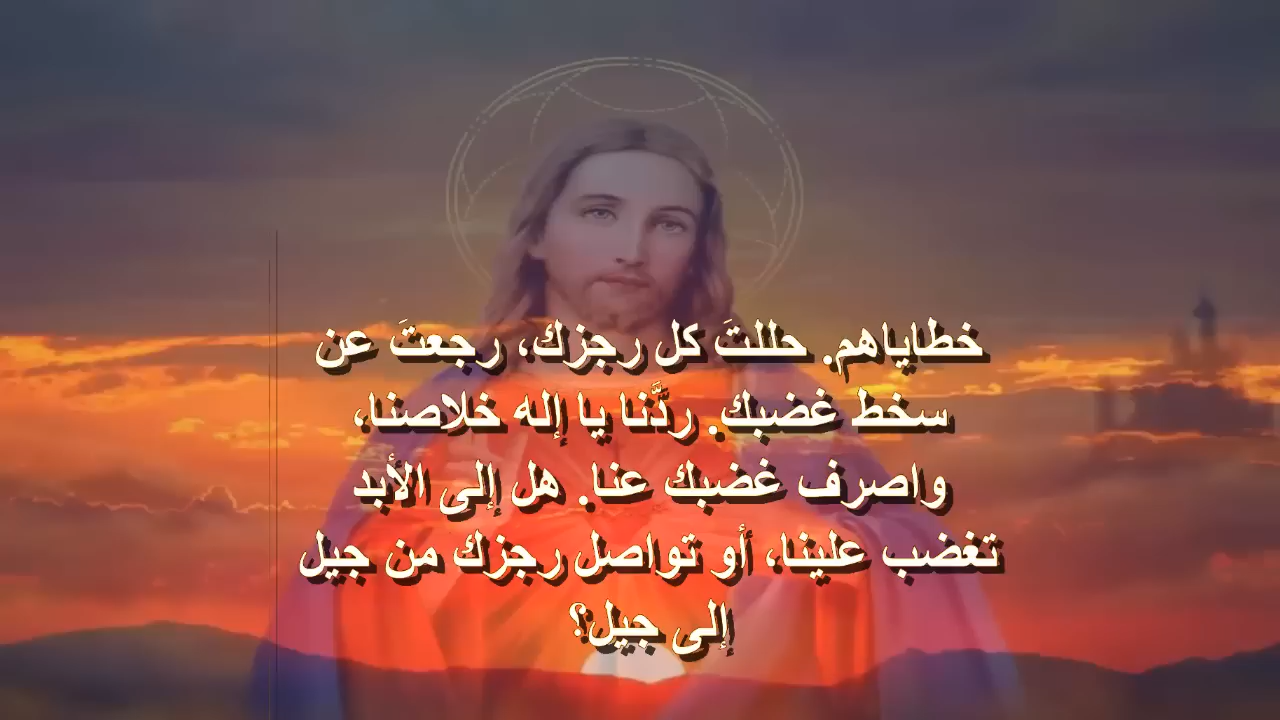 خطاياهم. حللتَ كل رجزك، رجعتَ عن
سخط غضبك. ردَّنا يا إله خلاصنا،
واصرف غضبك عنا. هل إلى الأبد
تغضب علينا، أو تواصل رجزك من جيل
إلى جيل؟